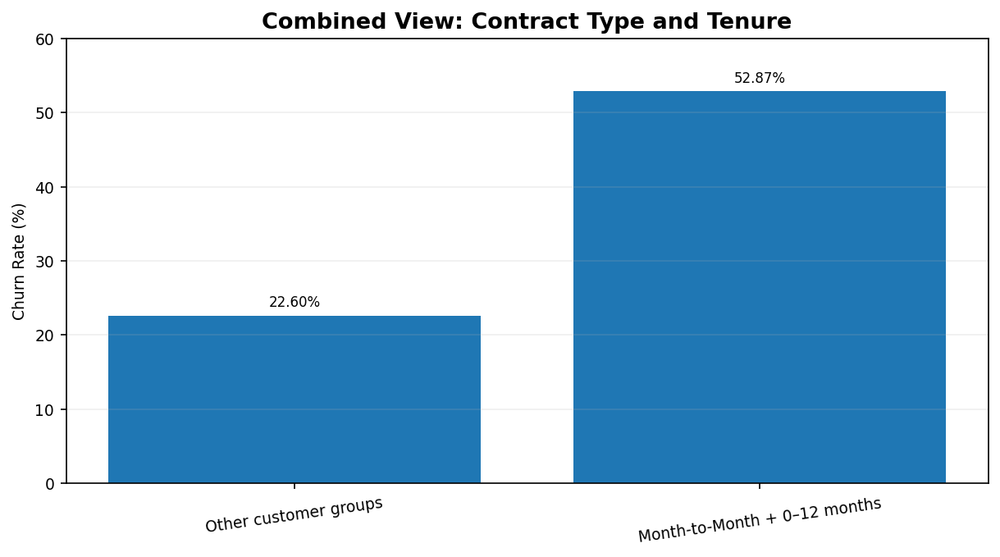 Combined View: Contract Type and Tenure
60
50
40
30
20
10
0
Churn Rate (%)
22.60%
52.87%
Other customer groups
Month-to-Month + 0–12 months